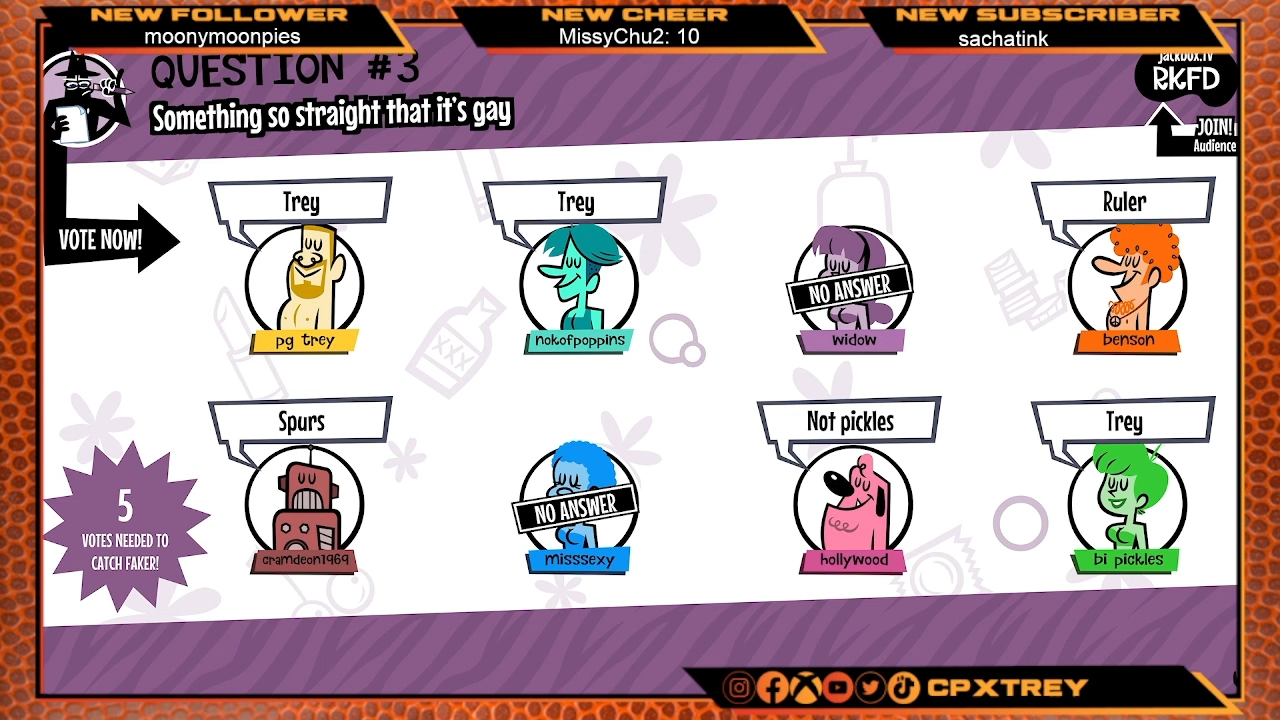 NEW FOLLOWER
moonymoonpies
NEW CHEER
MissyChu2: 10
NEW SUBSCRIBER
sachatink
QUESTION #3
Something so straight that it's gay
jackbox.tv
RKFD
JOIN!
Audience
VOTE NOW!
Trey
pg trey
Trey
nokofpoppins
NO ANSWER
widow
Ruler
benson
Spurs
cramdeon1969
NO ANSWER
misssexy
Not pickles
hollywood
Trey
bi pickles
5
VOTES NEEDED TO
CATCH FAKER!
XXX
CPXTREY